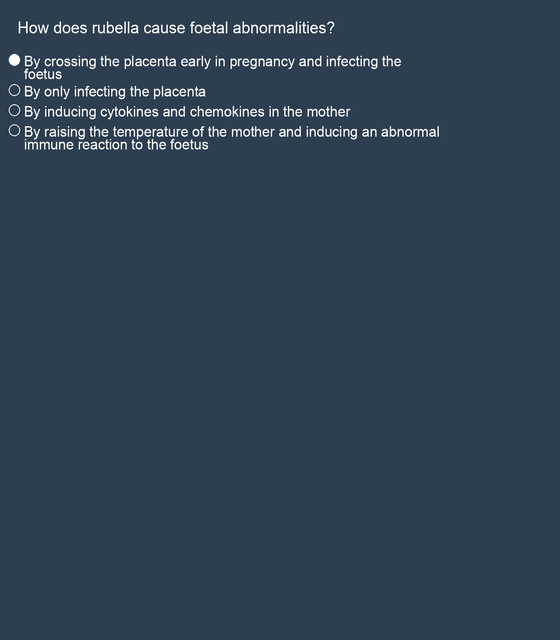 How does rubella cause foetal abnormalities?
By crossing the placenta early in pregnancy and infecting the
foetus
By only infecting the placenta
By inducing cytokines and chemokines in the mother
By raising the temperature of the mother and inducing an abnormal
immune reaction to the foetus